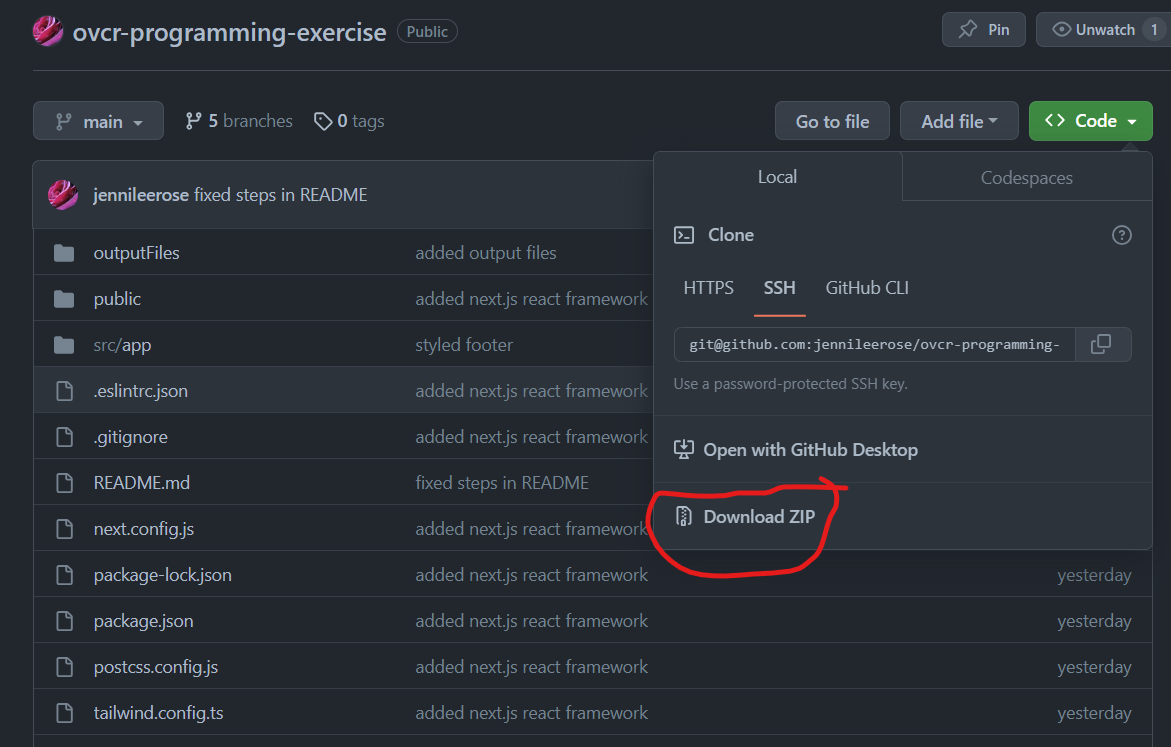 ovcr-programming-exercise Public Pin Unwatch 1
main 5 branches 0 tags Go to file Add file Code
jennileerose fixed steps in README
outputFiles added output files
public added next.js react framework
src/app styled footer
.eslintrc.json added next.js react framework
.gitignore added next.js react framework
README.md fixed steps in README
next.config.js added next.js react framework
package-lock.json added next.js react framework yesterday
package.json added next.js react framework yesterday
postcss.config.js added next.js react framework yesterday
tailwind.config.ts added next.js react framework yesterday
Local Codespaces
Clone
HTTPS SSH GitHub CLI
git@github.com:jennileerose/ovcr-programming-
Use a password-protected SSH key.
Open with GitHub Desktop
Download ZIP